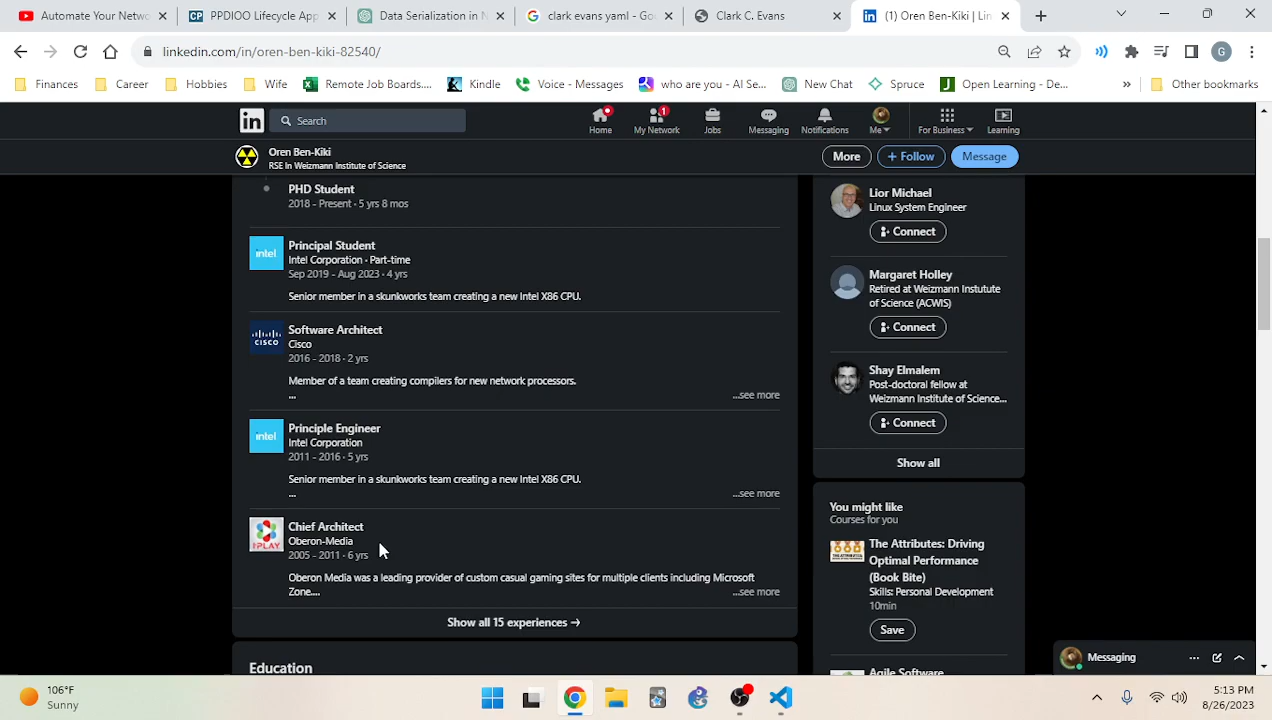 Automate Your Netwo
PPDIOO Lifecycle App
Data Serialization in N
clark evans yaml - Goo
Clark C. Evans
(1) Oren Ben-Kiki | Lin
linkedin.com/in/oren-ben-kiki-82540/
G
Finances
Career
Hobbies
Wife
Remote Job Boards....
Kindle
Voice - Messages
who are you - AI Se...
New Chat
Spruce
Open Learning - De...
»
Other bookmarks
in
Search
Home
1
My Network
Jobs
Messaging
Notifications
Me
For Business
Learning
Oren Ben-Kiki
RSE In Weizmann Institute of Science
More
+ Follow
Message
PHD Student
2018 - Present · 5 yrs 8 mos
intel
Principal Student
Intel Corporation · Part-time
Sep 2019 - Aug 2023 · 4 yrs
Senior member in a skunkworks team creating a new Intel X86 CPU.
CISCO
Software Architect
Cisco
2016 - 2018 · 2 yrs
Member of a team creating compilers for new network processors.
...
...see more
intel
Principle Engineer
Intel Corporation
2011 - 2016 · 5 yrs
Senior member in a skunkworks team creating a new Intel X86 CPU.
...
...see more
PLAY
Chief Architect
Oberon-Media
2005 - 2011 · 6 yrs
Oberon Media was a leading provider of custom casual gaming sites for multiple clients including Microsoft
Zone....
...see more
Show all 15 experiences →
Education
Lior Michael
Linux System Engineer
Connect
Margaret Holley
Retired at Weizmann Instutute
of Science (ACWIS)
Connect
Shay Elmalem
Post-doctoral fellow at
Weizmann Institute of Science...
Connect
Show all
You might like
Courses for you
THE ATTRIBUTES
The Attributes: Driving
Optimal Performance
(Book Bite)
Skills: Personal Development
10min
Save
Agile Software
Messaging
...
106°F
Sunny
5:13 PM
8/26/2023